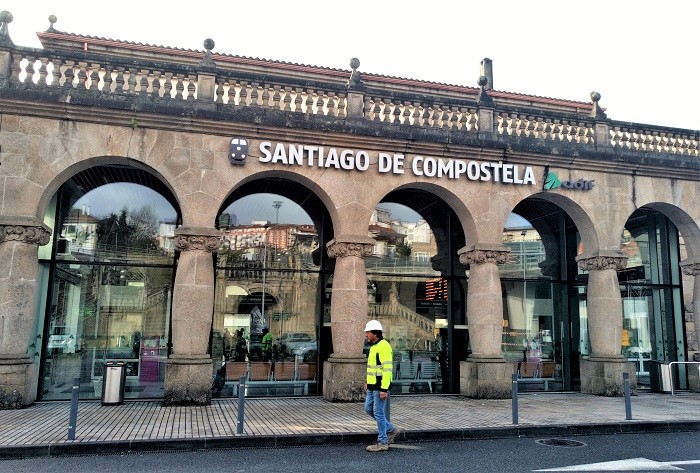 SANTIAGO DE COMPOSTELA adif